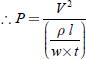 ∴ P = V² / (ρ l / (w × t))